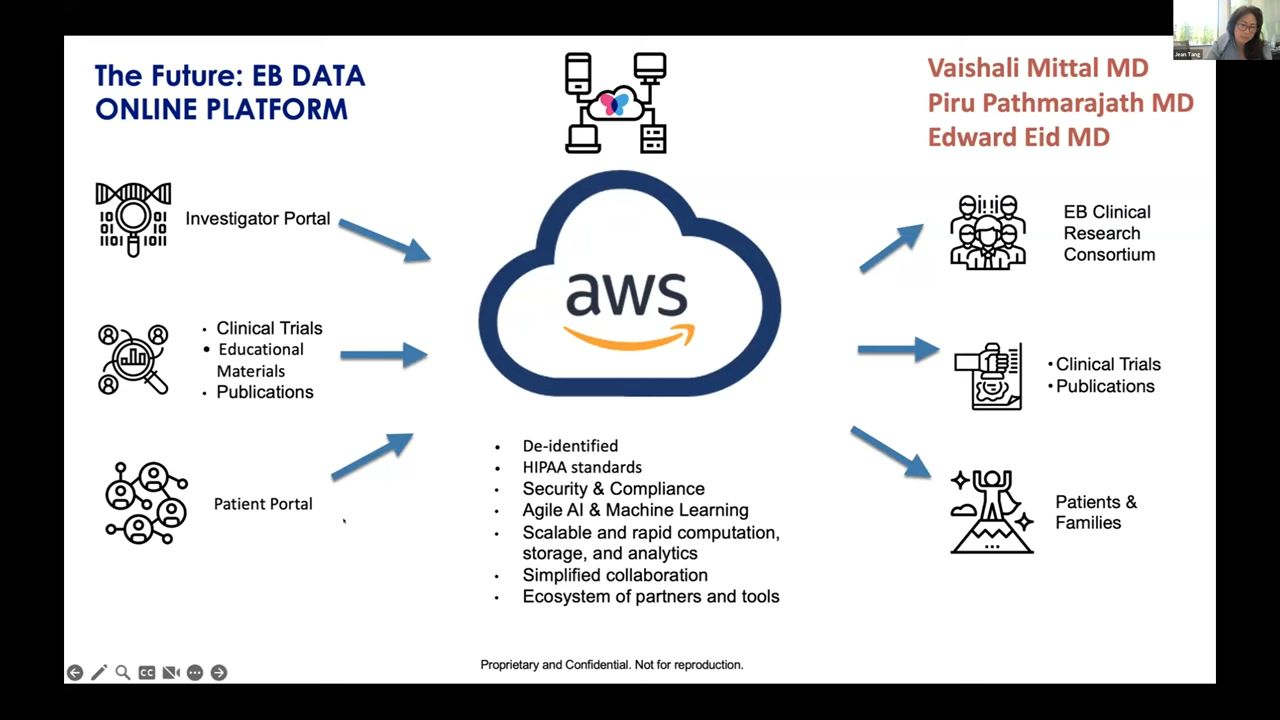 The Future: EB DATA
ONLINE PLATFORM
Vaishali Mittal MD
Piru Pathmarajath MD
Edward Eid MD
Jean Tang
Investigator Portal
• Clinical Trials
• Educational
Materials
• Publications
Patient Portal
aws
• De-identified
• HIPAA standards
• Security & Compliance
• Agile AI & Machine Learning
• Scalable and rapid computation,
storage, and analytics
• Simplified collaboration
• Ecosystem of partners and tools
EB Clinical
Research
Consortium
• Clinical Trials
• Publications
Patients &
Families
Proprietary and Confidential. Not for reproduction.
CC